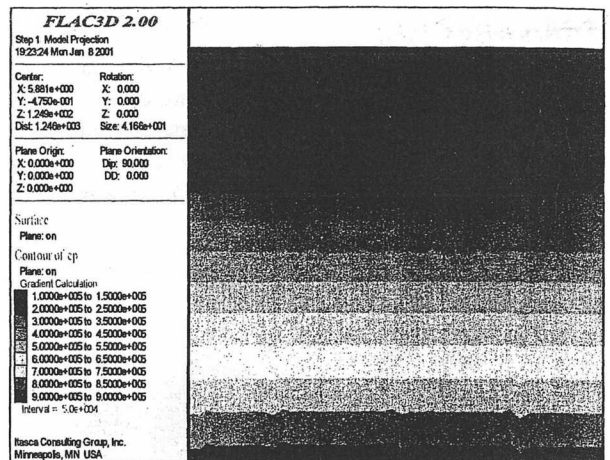 FLAC3D 2.00
Step 1 Model Projection
19:23:24 Mon Jan 8 2001
Center:
X: 5.881e+000
Y: -4.750e-001
Z: 1.249e+002
Dist: 1.246e+003
Rotation:
X: 0.000
Y: 0.000
Z: 0.000
Size: 4.166e+001
Plane Origin:
X: 0.000e+000
Y: 0.000e+000
Z: 0.000e+000
Plane Orientation:
Dip: 90.000
DD: 0.000
Surface
Plane: on
Contour of cp
Plane: on
Gradient Calculation
1.0000e+005 to 1.5000e+005
2.0000e+005 to 2.5000e+005
3.0000e+005 to 3.5000e+005
4.0000e+005 to 4.5000e+005
5.0000e+005 to 5.5000e+005
6.0000e+005 to 6.5000e+005
7.0000e+005 to 7.5000e+005
8.0000e+005 to 8.5000e+005
9.0000e+005 to 9.0000e+005
Interval = 5.0e+004
Itasca Consulting Group, Inc.
Minneapolis, MN USA